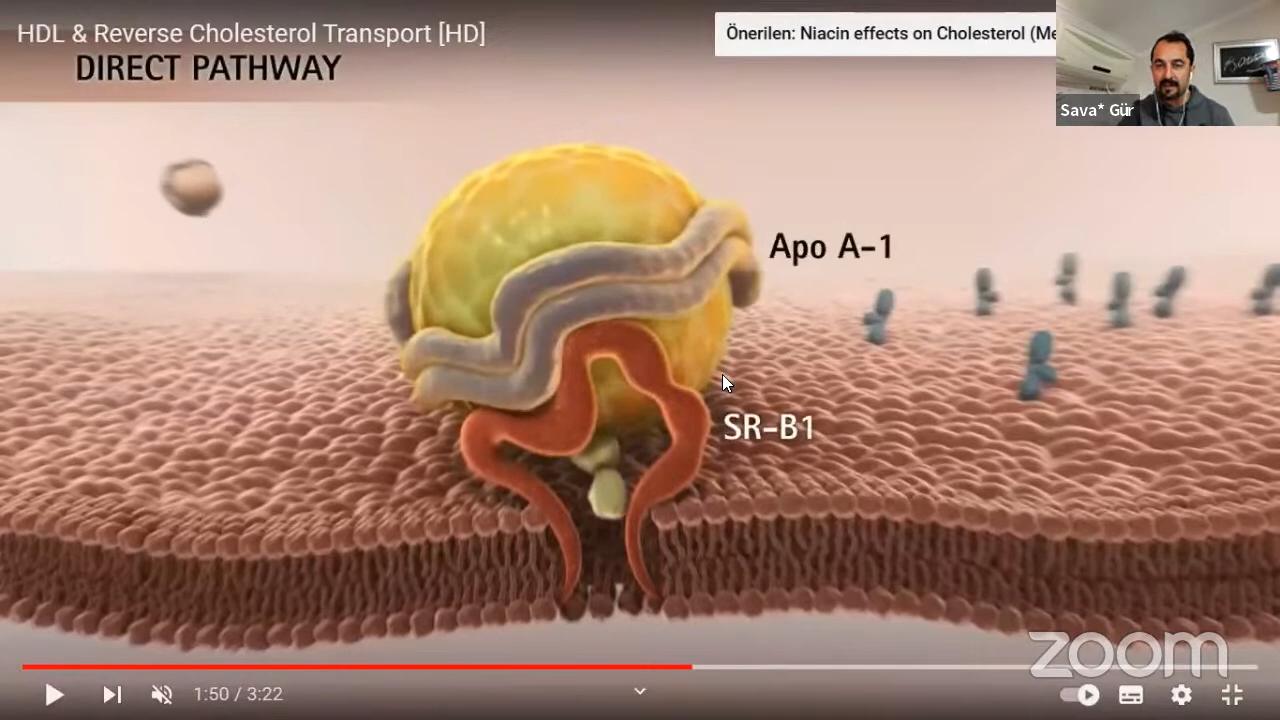 HDL & Reverse Cholesterol Transport [HD]
Önerilen: Niacin effects on Cholesterol (Me
DIRECT PATHWAY
Sava* Gür
Apo A-1
SR-B1
zoom
1:50 / 3:22